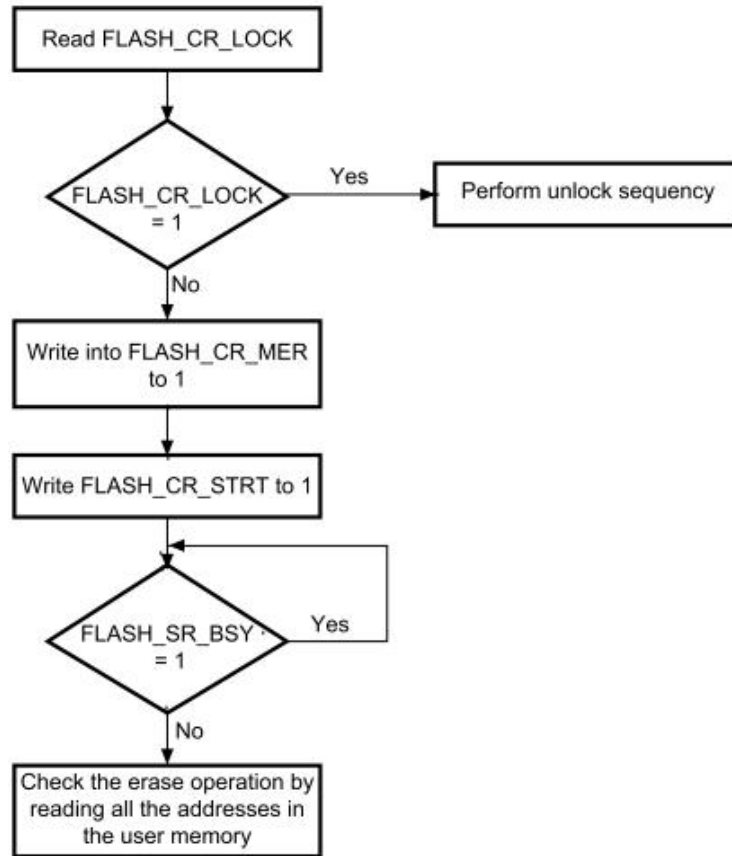 Read FLASH_CR_LOCK
FLASH_CR_LOCK
= 1
Yes
Perform unlock sequency
No
Write into FLASH_CR_MER
to 1
Write FLASH_CR_STRT to 1
FLASH_SR_BSY
= 1
Yes
No
Check the erase operation by
reading all the addresses in
the user memory